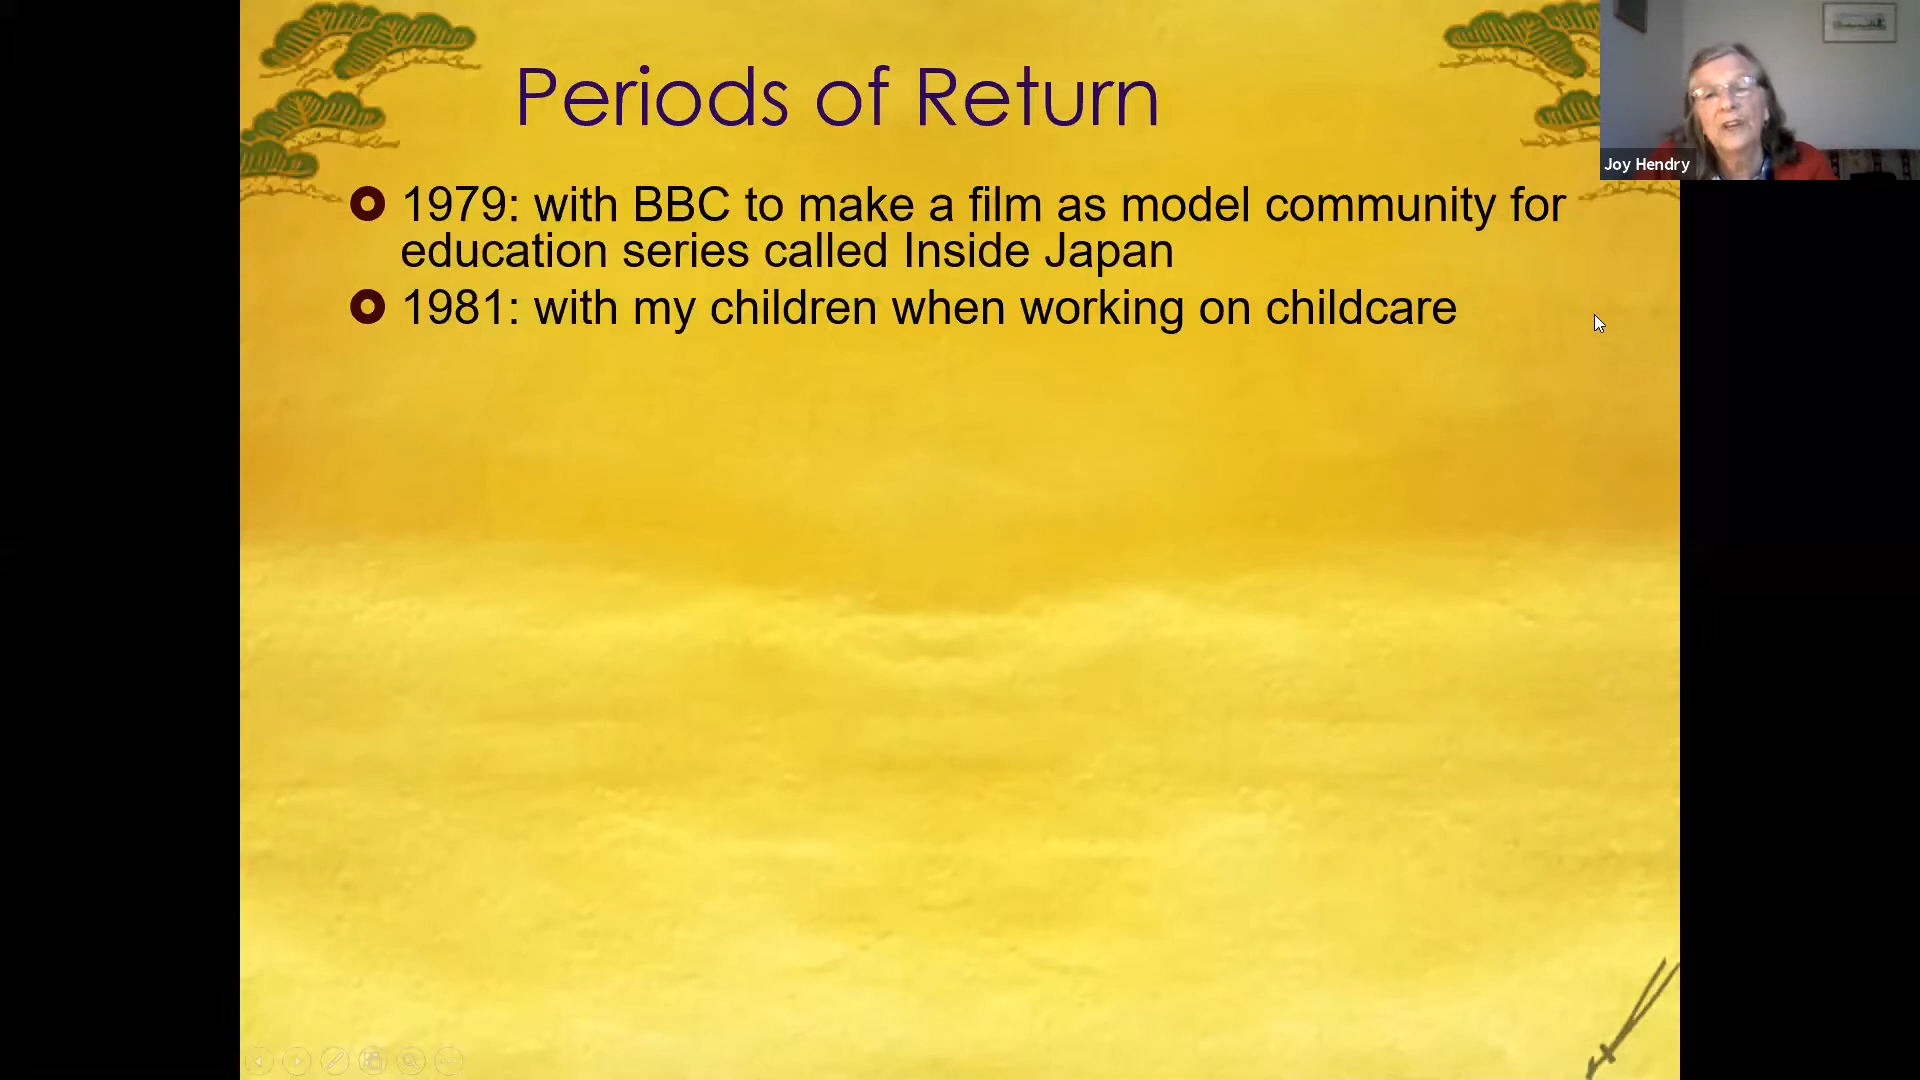 Periods of Return
1979: with BBC to make a film as model community for
education series called Inside Japan
1981: with my children when working on childcare
Joy Hendry